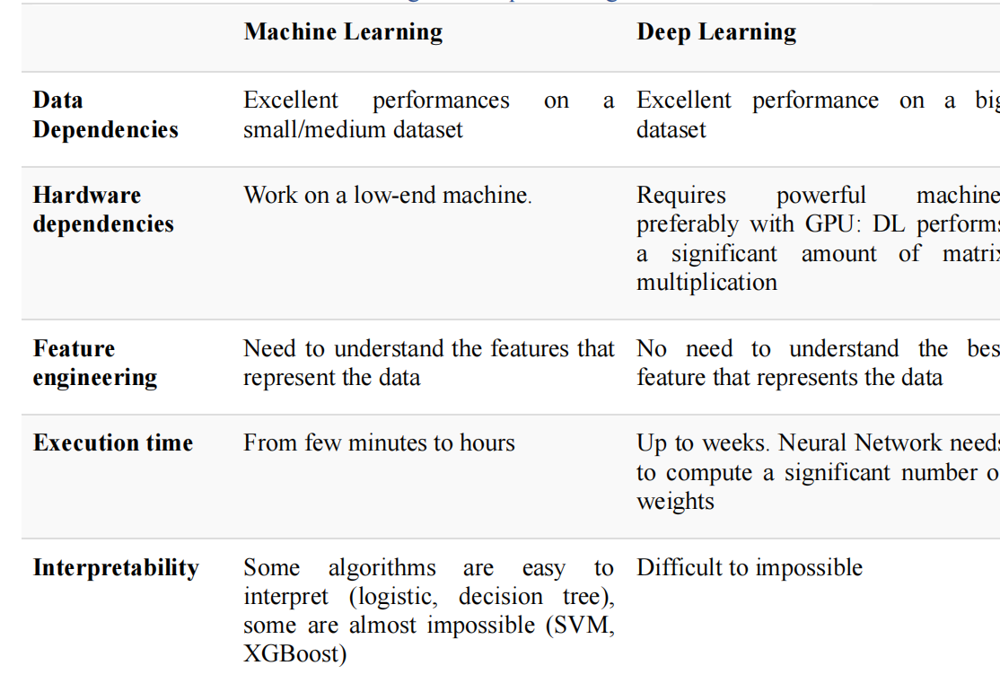 Machine Learning Deep Learning
Data
Dependencies
Excellent performances on a
small/medium dataset
Excellent performance on a big
dataset
Hardware
dependencies
Work on a low-end machine.
Requires powerful machine
preferably with GPU: DL performs
a significant amount of matrix
multiplication
Feature
engineering
Need to understand the features that
represent the data
No need to understand the bes
feature that represents the data
Execution time
From few minutes to hours
Up to weeks. Neural Network needs
to compute a significant number o
weights
Interpretability
Some algorithms are easy to
interpret (logistic, decision tree),
some are almost impossible (SVM,
XGBoost)
Difficult to impossible